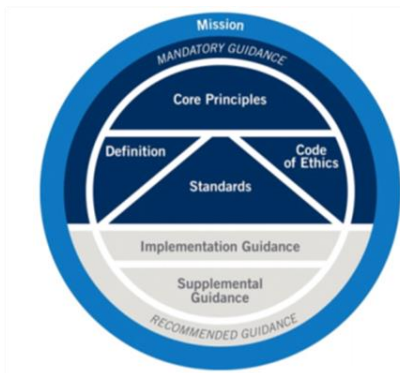 Mission
MANDATORY GUIDANCE
Core Principles
Definition
Code
of Ethics
Standards
Implementation Guidance
Supplemental
Guidance
RECOMMENDED GUIDANCE